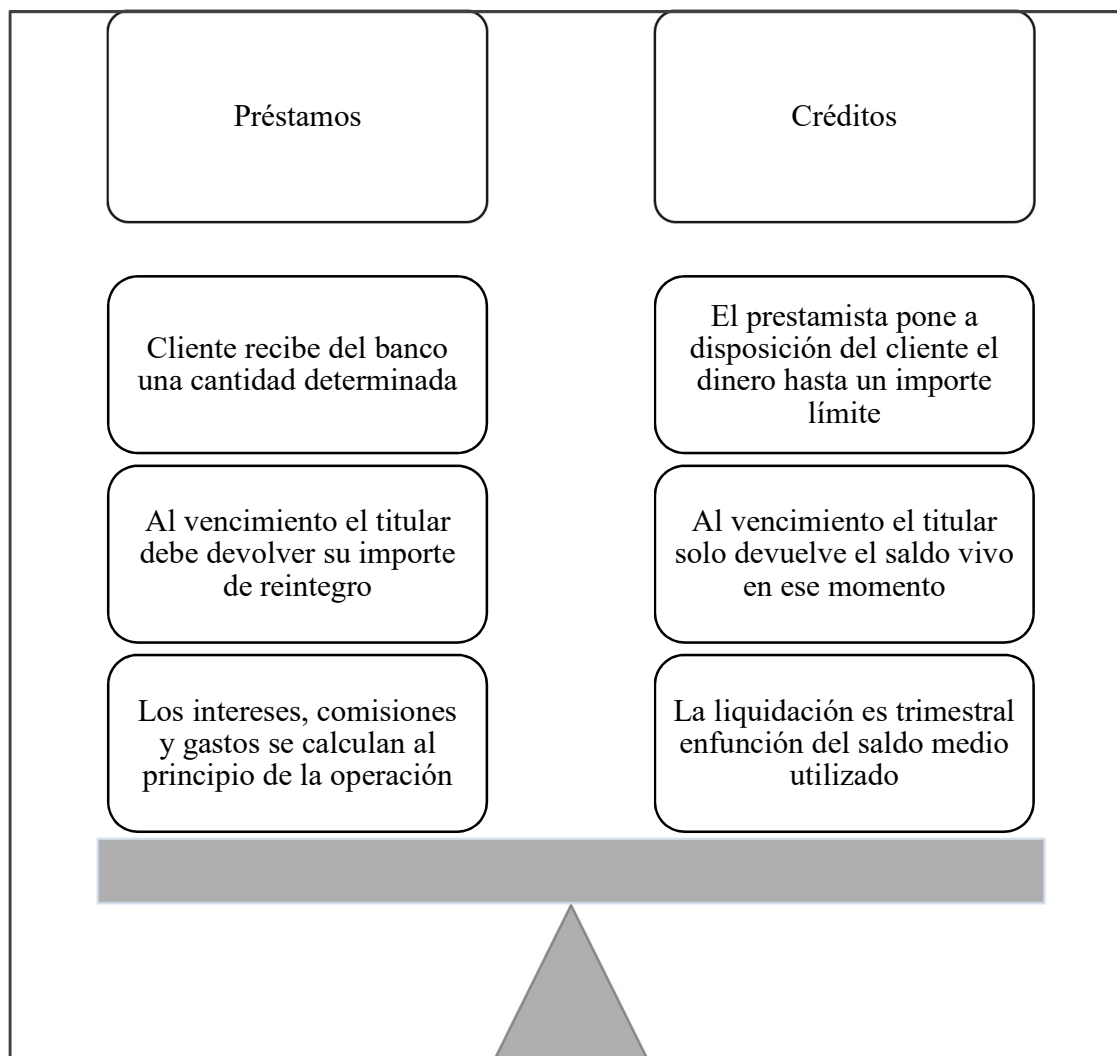 Préstamos
Créditos
Cliente recibe del banco
una cantidad determinada
El prestamista pone a
disposición del cliente el
dinero hasta un importe
límite
Al vencimiento el titular
debe devolver su importe
de reintegro
Al vencimiento el titular
solo devuelve el saldo vivo
en ese momento
Los intereses, comisiones
y gastos se calculan al
principio de la operación
La liquidación es trimestral
enfunción del saldo medio
utilizado